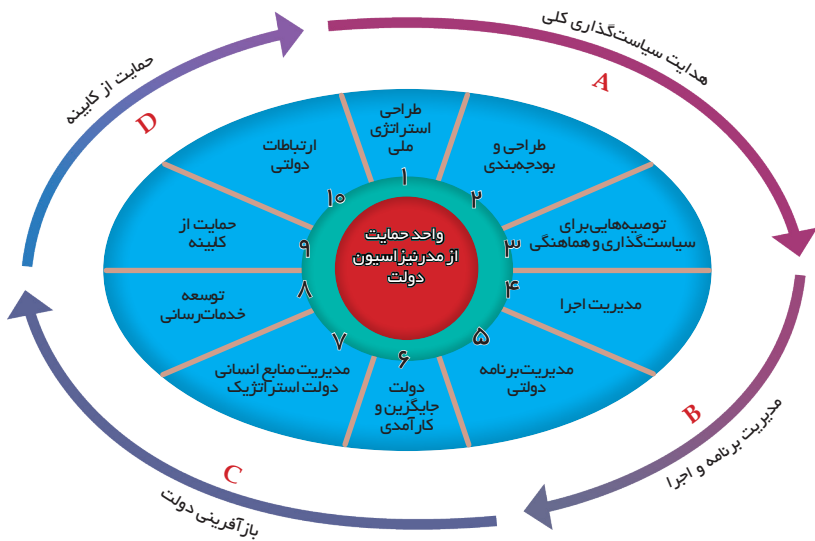 هدایت سیاست‌گذاری کلی
A
مدیریت برنامه و اجرا
B
بازآفرینی دولت
C
حمایت از کابینه
D
واحد حمایت
از مدرنیزاسیون
دولت
۱
طراحی
استراتژی
ملی
۲
طراحی و
بودجه‌بندی
۳
توصیه‌هایی برای
سیاست‌گذاری و هماهنگی
۴
مدیریت اجرا
۵
مدیریت برنامه
دولتی
۶
دولت
جایگزین و
کارآمدی
۷
مدیریت منابع انسانی
دولت استراتژیک
۸
توسعه
خدمات‌رسانی
۹
حمایت از
کابینه
۱۰
ارتباطات
دولتی